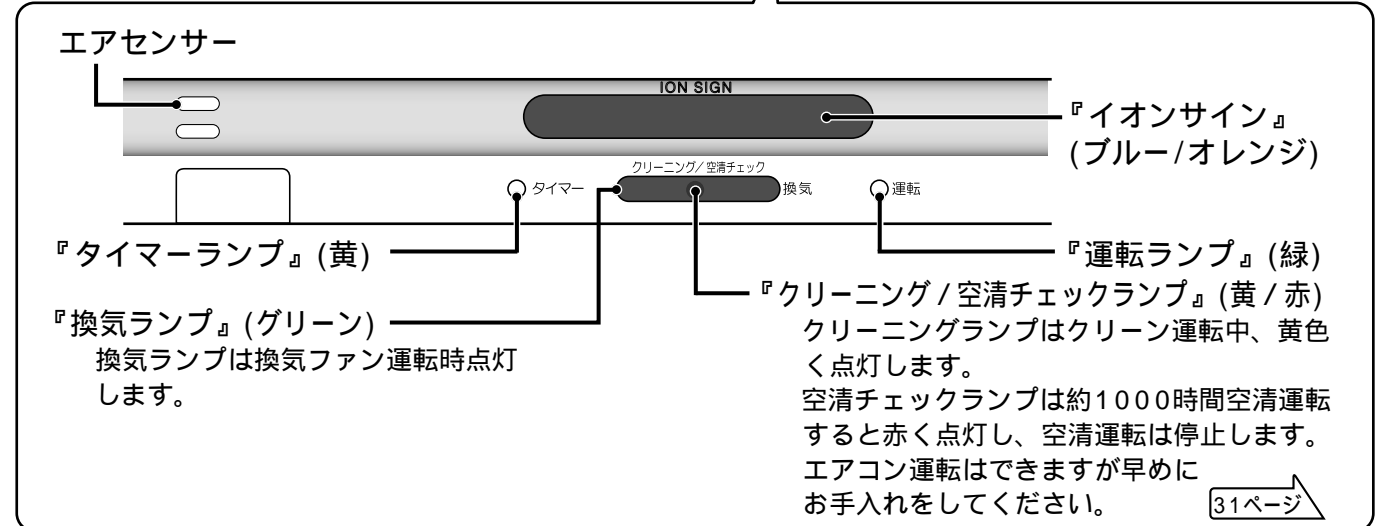 エアセンサー
ION SIGN
『イオンサイン』
(ブルー/オレンジ)
クリーニング/空清チェック
タイマー
換気
運転
『タイマーランプ』(黄)
『運転ランプ』(緑)
『クリーニング/空清チェックランプ』(黄/赤)
クリーニングランプはクリーン運転中、黄色
く点灯します。
空清チェックランプは約1000時間空清運転
すると赤く点灯し、空清運転は停止します。
エアコン運転はできますが早めに
お手入れをしてください。
31ページ
『換気ランプ』(グリーン)
換気ランプは換気ファン運転時点灯
します。